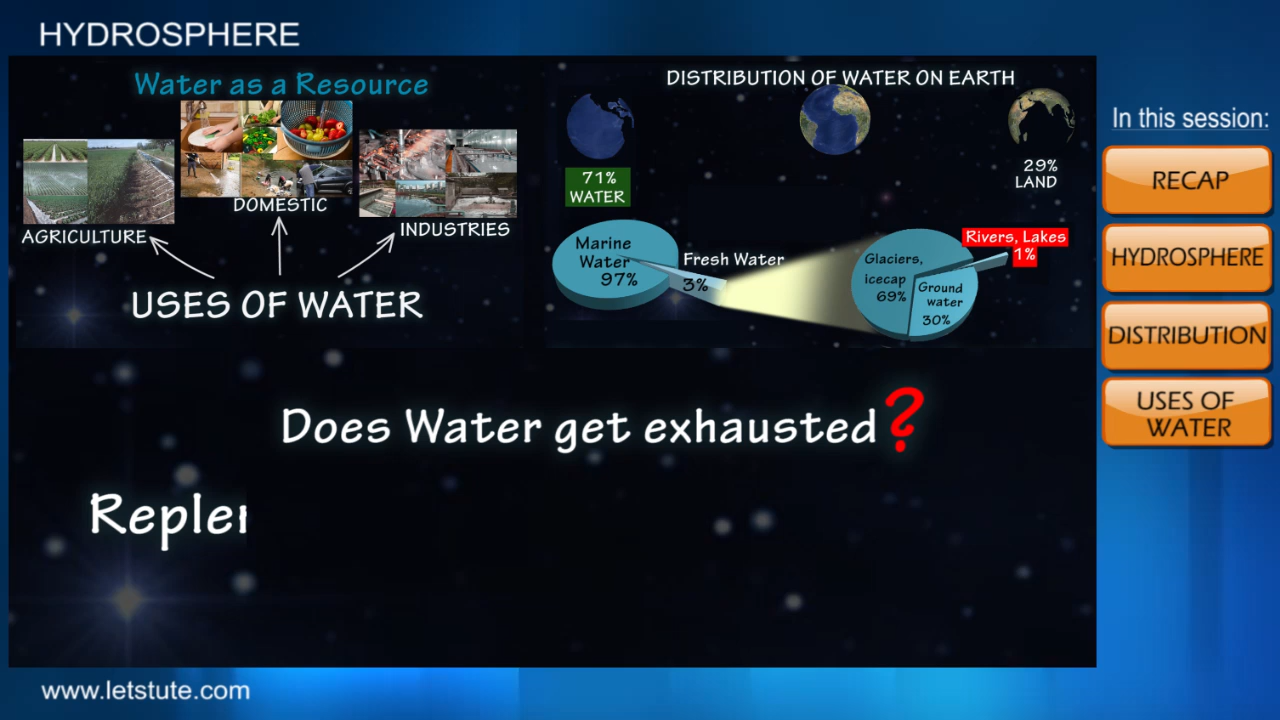 HYDROSPHERE
Water as a Resource
AGRICULTURE
DOMESTIC
INDUSTRIES
USES OF WATER
DISTRIBUTION OF WATER ON EARTH
71%
WATER
29%
LAND
Marine
Water
97%
Fresh Water
3%
Glaciers,
icecap
69%
Ground
water
30%
Rivers, Lakes
1%
Does Water get exhausted?
In this session:
RECAP
HYDROSPHERE
DISTRIBUTION
USES OF
WATER
www.letstute.com